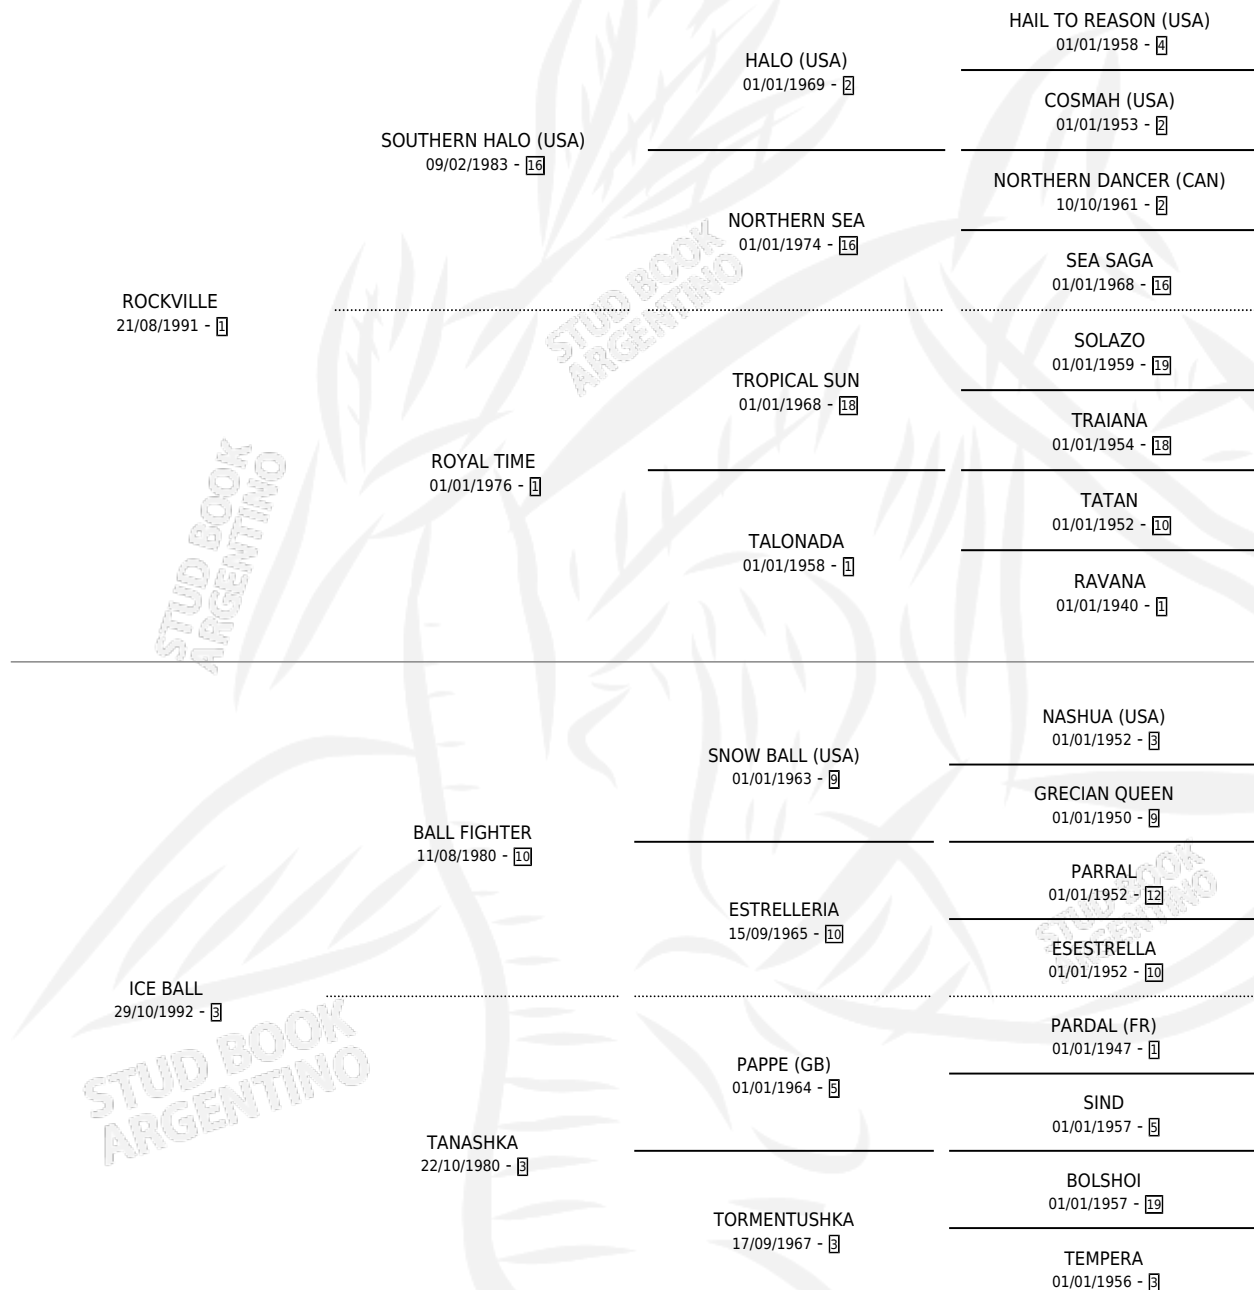 HAIL TO REASON (USA)
01/01/1958 - 4
HALO (USA)
01/01/1969 - 2
COSMAH (USA)
01/01/1953 - 2
SOUTHERN HALO (USA)
09/02/1983 - 16
NORTHERN DANCER (CAN)
10/10/1961 - 2
NORTHERN SEA
01/01/1974 - 16
SEA SAGA
01/01/1968 - 16
ROCKVILLE
21/08/1991 - 1
SOLAZO
01/01/1959 - 19
TROPICAL SUN
01/01/1968 - 18
TRAIANA
01/01/1954 - 18
ROYAL TIME
01/01/1976 - 1
TATAN
01/01/1952 - 10
TALONADA
01/01/1958 - 1
RAVANA
01/01/1940 - 1
NASHUA (USA)
01/01/1952 - 3
SNOW BALL (USA)
01/01/1963 - 9
GRECIAN QUEEN
01/01/1950 - 9
BALL FIGHTER
11/08/1980 - 10
PARRAL
01/01/1952 - 12
ESTRELLERIA
15/09/1965 - 10
ESESTRELLA
01/01/1952 - 10
ICE BALL
29/10/1992 - 3
PARDAL (FR)
01/01/1947 - 1
PAPPE (GB)
01/01/1964 - 5
SIND
01/01/1957 - 5
TANASHKA
22/10/1980 - 3
BOLSHOI
01/01/1957 - 19
TORMENTUSHKA
17/09/1967 - 3
TEMPERA
01/01/1956 - 3
STUD BOOK
ARGENTINO
STUD BOOK
ARGENTINO
STUD BOOK
ARGENTINO
STUD BOOK
ARGENTINO